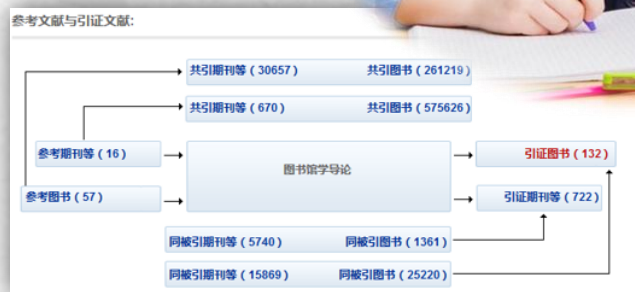 参考文献与引证文献:
共引期刊等 ( 30657 ) 共引图书 ( 261219 )
共引期刊等 ( 670 ) 共引图书 ( 575626 )
参考期刊等 ( 16 )
图书馆学导论
引证图书 ( 132 )
参考图书 ( 57 )
引证期刊等 ( 722 )
同被引期刊等 ( 5740 ) 同被引图书 ( 1361 )
同被引期刊等 ( 15869 ) 同被引图书 ( 25220 )